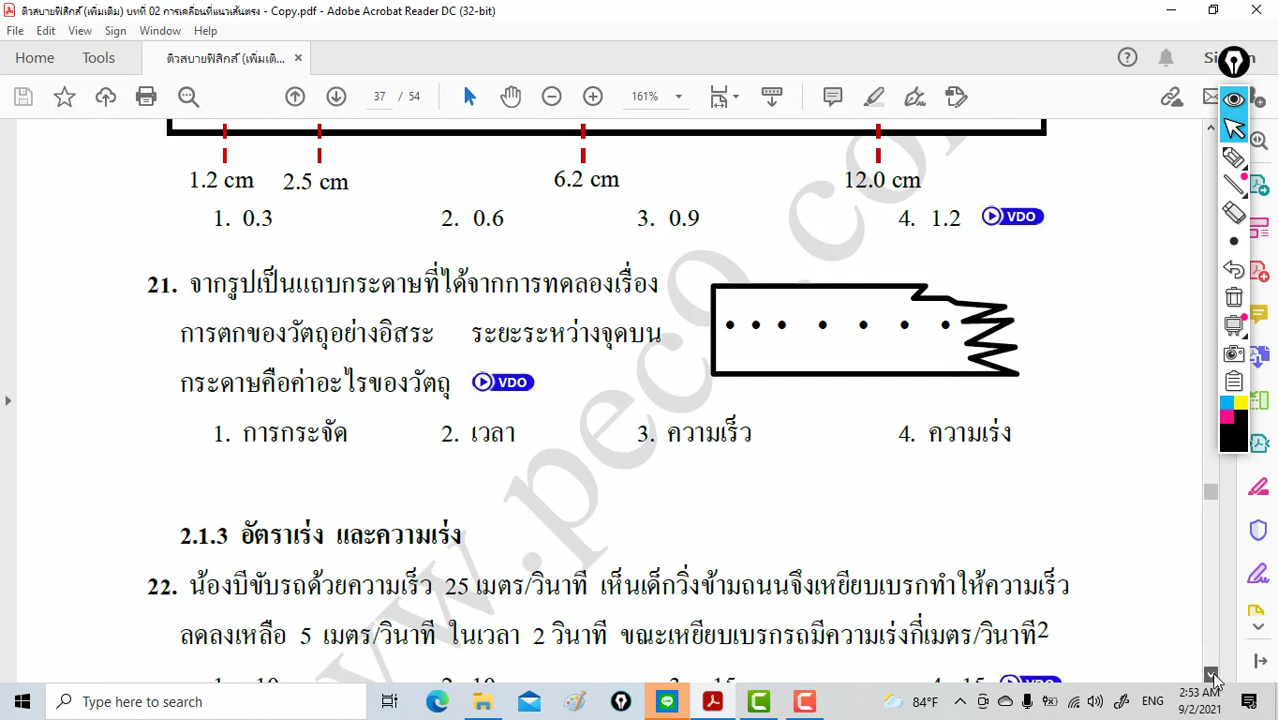 ติวสบายฟิสิกส์ (เพิ่มเติม) บทที่ 02 การเคลื่อนที่แนวเส้นตรง - Copy.pdf - Adobe Acrobat Reader DC (32-bit)
File Edit View Sign Window Help
Home Tools ติวสบายฟิสิกส์ (เพิ่มเติ... ×
37 / 54 161%
1.2 cm 2.5 cm 6.2 cm 12.0 cm
1. 0.3 2. 0.6 3. 0.9 4. 1.2 VDO
21. จากรูปเป็นแถบกระดาษที่ได้จากการทดลองเรื่อง
การตกของวัตถุอย่างอิสระ ระยะระหว่างจุดบน
กระดาษคือค่าอะไรของวัตถุ VDO
1. การกระจัด 2. เวลา 3. ความเร็ว 4. ความเร่ง
2.1.3 อัตราเร่ง และความเร่ง
22. น้องบีขับรถด้วยความเร็ว 25 เมตร/วินาที เห็นเด็กวิ่งข้ามถนนจึงเหยียบเบรกทำให้ความเร็ว
ลดลงเหลือ 5 เมตร/วินาที ในเวลา 2 วินาที ขณะเหยียบเบรกรถมีความเร่งกี่เมตร/วินาที2
www.peco.co
Type here to search 84°F ENG 2:53 AM
9/2/2021